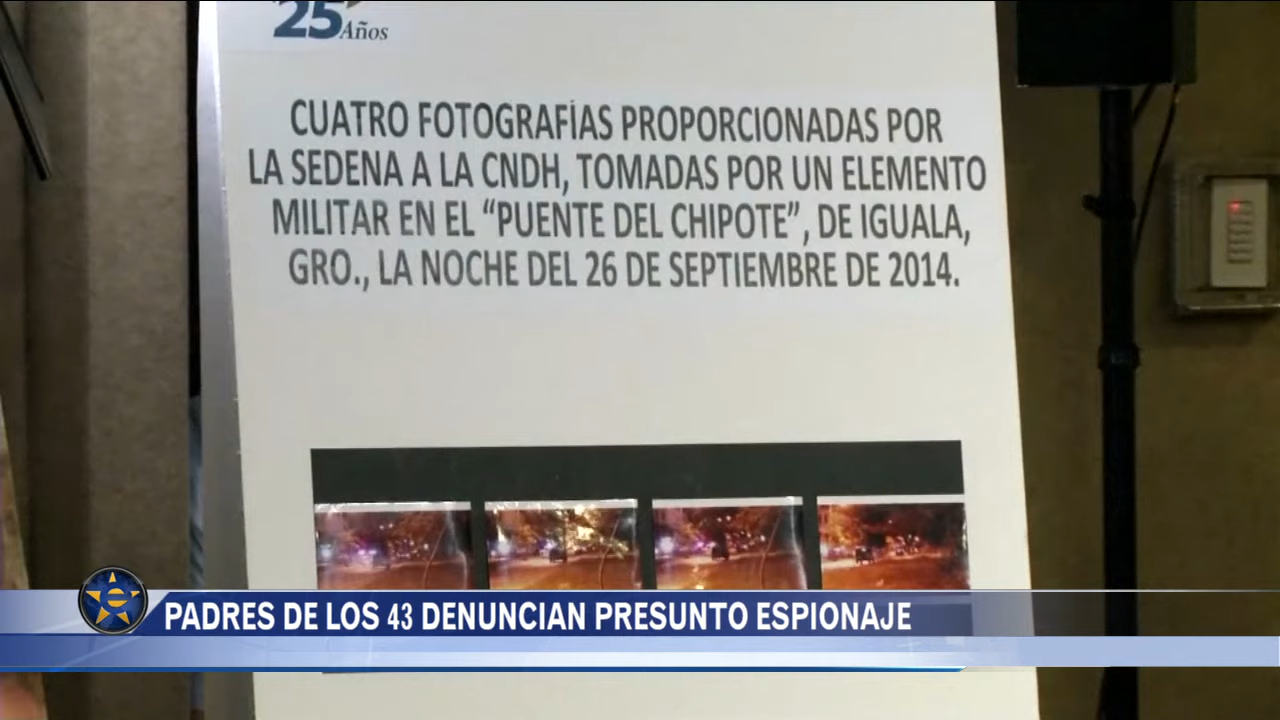 25 Años
CUATRO FOTOGRAFÍAS PROPORCIONADAS POR
LA SEDENA A LA CNDH, TOMADAS POR UN ELEMENTO
MILITAR EN EL “PUENTE DEL CHIPOTE”, DE IGUALA,
GRO., LA NOCHE DEL 26 DE SEPTIEMBRE DE 2014.
e
PADRES DE LOS 43 DENUNCIAN PRESUNTO ESPIONAJE